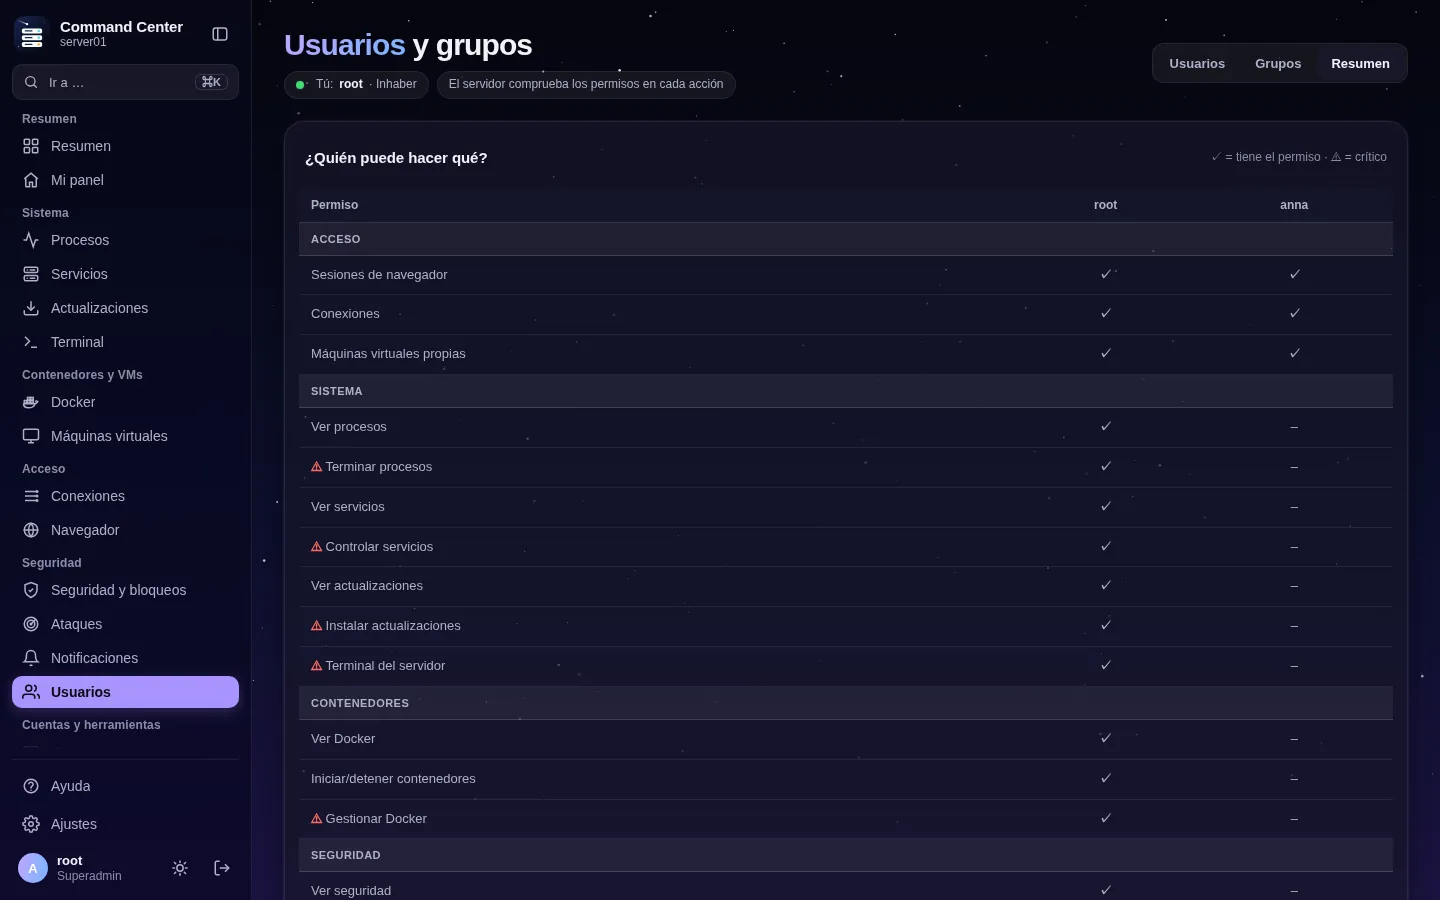 Command Center
server01
Ir a …
⌘K
Resumen
Resumen
Mi panel
Sistema
Procesos
Servicios
Actualizaciones
Terminal
Contenedores y VMs
Docker
Máquinas virtuales
Acceso
Conexiones
Navegador
Seguridad
Seguridad y bloqueos
Ataques
Notificaciones
Usuarios
Cuentas y herramientas
Ayuda
Ajustes
A
root
Superadmin
Usuarios y grupos
Tú: root · Inhaber
El servidor comprueba los permisos en cada acción
Usuarios Grupos Resumen
¿Quién puede hacer qué?
✓ = tiene el permiso · ⚠ = crítico
Permiso root anna
ACCESO
Sesiones de navegador ✓ ✓
Conexiones ✓ ✓
Máquinas virtuales propias ✓ ✓
SISTEMA
Ver procesos ✓ –
⚠ Terminar procesos ✓ –
Ver servicios ✓ –
⚠ Controlar servicios ✓ –
Ver actualizaciones ✓ –
⚠ Instalar actualizaciones ✓ –
⚠ Terminal del servidor ✓ –
CONTENEDORES
Ver Docker ✓ –
Iniciar/detener contenedores ✓ –
⚠ Gestionar Docker ✓ –
SEGURIDAD
Ver seguridad ✓ –